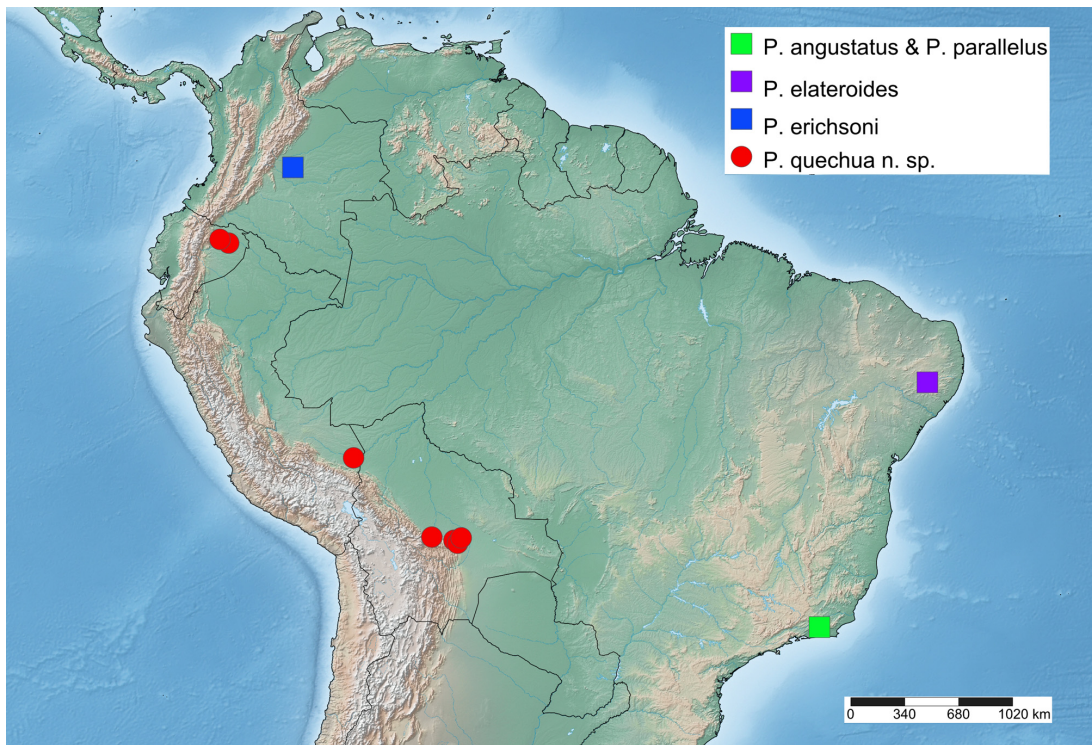 P. angustatus & P. parallelus
P. elateroides
P. erichsoni
P. quechua n. sp.
0 340 680 1020 km